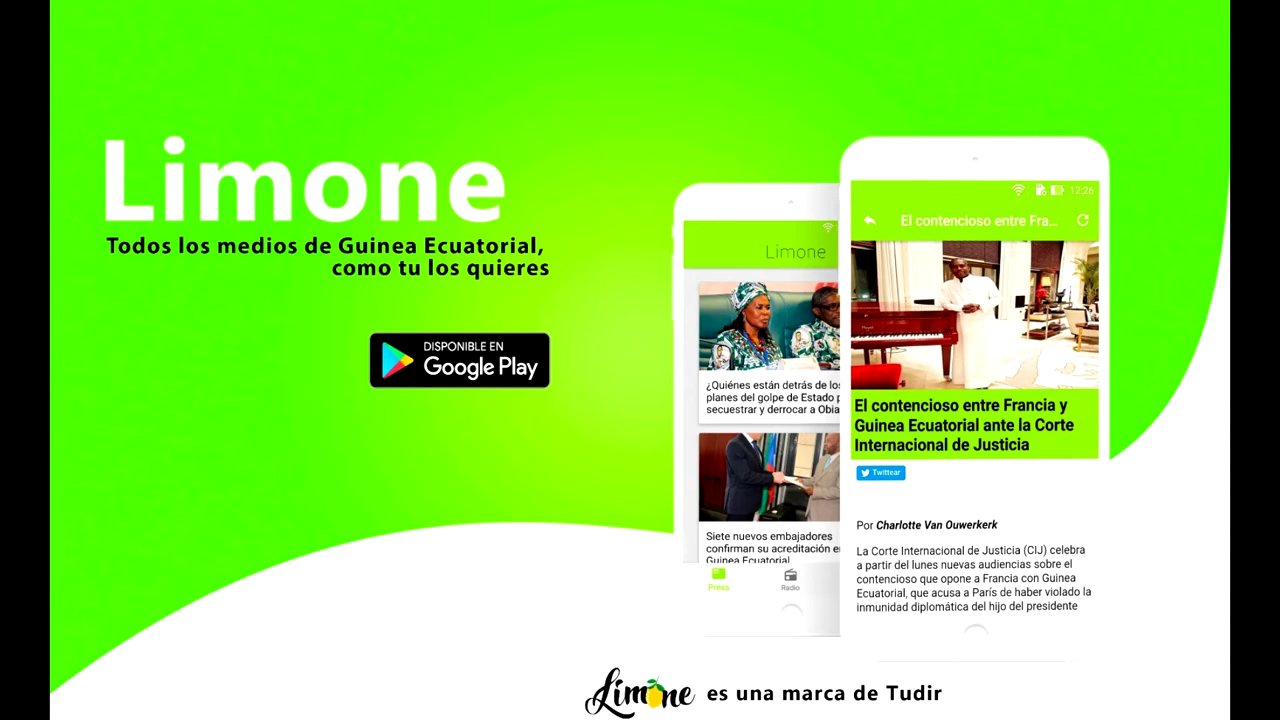 Limone
Todos los medios de Guinea Ecuatorial,
como tu los quieres
DISPONIBLE EN
Google Play
Limone
¿Quiénes están detrás de los
planes del golpe de Estado
secuestrar y derrocar a Obia
Siete nuevos embajadores
confirman su acreditación
Guinea Ecuatorial
Press
Radio
12:26
El contencioso entre Fra...
El contencioso entre Francia y
Guinea Ecuatorial ante la Corte
Internacional de Justicia
Twittear
Por Charlotte Van Ouwerkerk
La Corte Internacional de Justicia (CIJ) celebra
a partir del lunes nuevas audiencias sobre el
contencioso que opone a Francia con Guinea
Ecuatorial, que acusa a París de haber violado la
inmunidad diplomática del hijo del presidente
Limone es una marca de Tudir